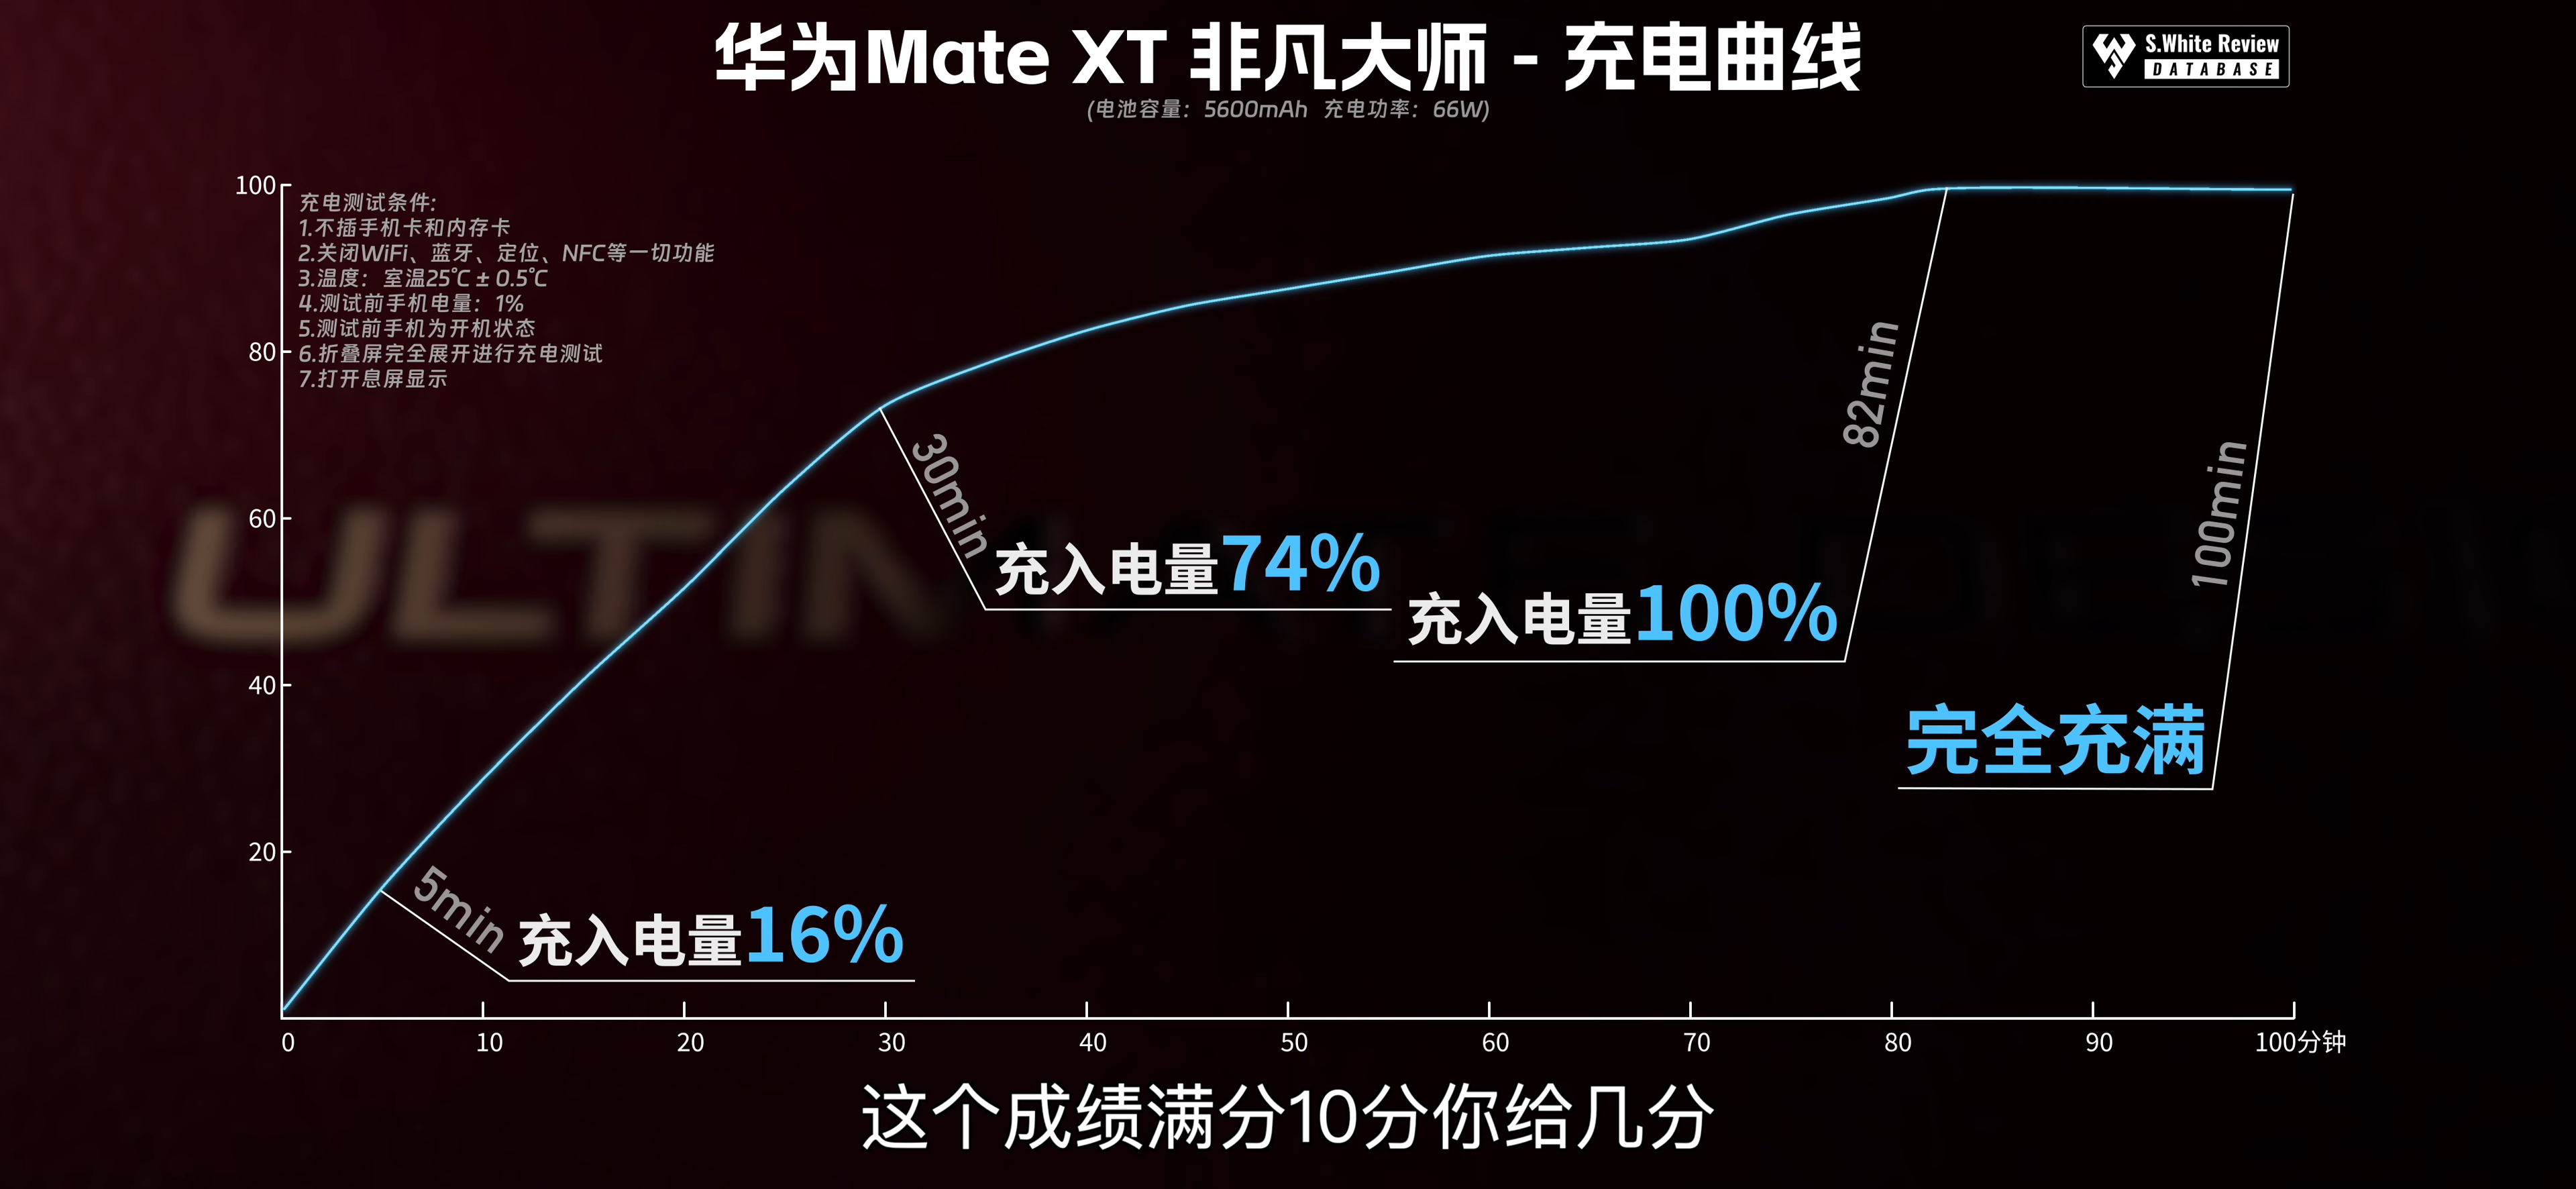 华为Mate XT 非凡大师 - 充电曲线
S.White Review
DATABASE
(电池容量：5600mAh 充电功率：66W)
充电测试条件:
1.不插手机卡和内存卡
2.关闭WiFi、蓝牙、定位、NFC等一切功能
3.温度：室温25℃ ± 0.5℃
4.测试前手机电量：1%
5.测试前手机为开机状态
6.折叠屏完全展开进行充电测试
7.打开息屏显示
100
80
60
40
20
82min
30min
100min
充入电量74%
充入电量100%
完全充满
5min
充入电量16%
ULTIM
0 10 20 30 40 50 60 70 80 90 100分钟
这个成绩满分10分你给几分